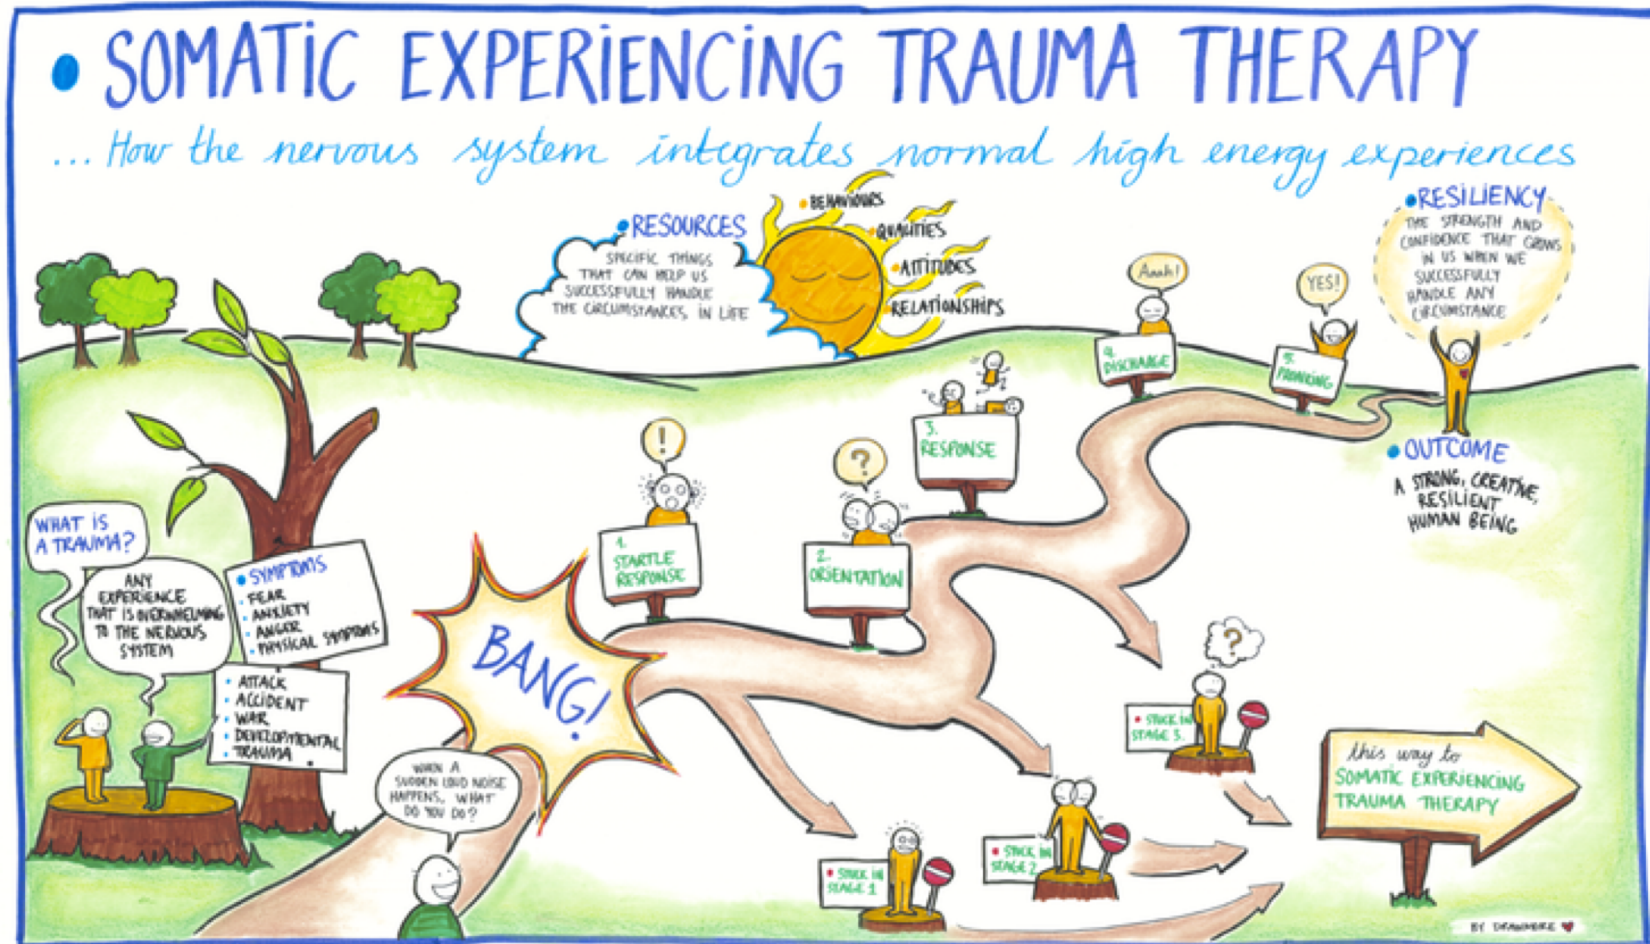 • SOMATIC EXPERIENCING TRAUMA THERAPY
... How the nervous system integrates normal high energy experiences
• RESOURCES
SPECIFIC THINGS
THAT CAN HELP US
SUCCESSFULLY HANDLE
THE CIRCUMSTANCES IN LIFE
• BEHAVIOURS
• QUALITIES
• ATTITUDES
• RELATIONSHIPS
• RESILIENCY
THE STRENGTH AND
CONFIDENCE THAT GROWS
IN US WHEN WE
SUCCESSFULLY
HANDLE ANY
CIRCUMSTANCE
Aaah!
YES!
4.
DISCHARGE
5.
!
?
3.
RESPONSE
• OUTCOME
A STRONG, CREATIVE,
RESILIENT
HUMAN BEING
1.
STARTLE
RESPONSE
2.
ORIENTATION
WHAT IS
A TRAUMA?
ANY
EXPERIENCE
THAT IS OVERWHELMING
TO THE NERVOUS
SYSTEM
• SYMPTOMS
• FEAR
• ANXIETY
• ANGER
• PHYSICAL SYMPTOMS
• ATTACK
• ACCIDENT
• WAR
• DEVELOPMENTAL
• TRAUMA
BANG!
WHEN A
SUDDEN LOUD NOISE
HAPPENS, WHAT
DO YOU DO?
?
• STUCK IN
STAGE 3.
• STUCK IN
STAGE 2
• STUCK IN
STAGE 1
this way to
SOMATIC EXPERIENCING
TRAUMA THERAPY
BY